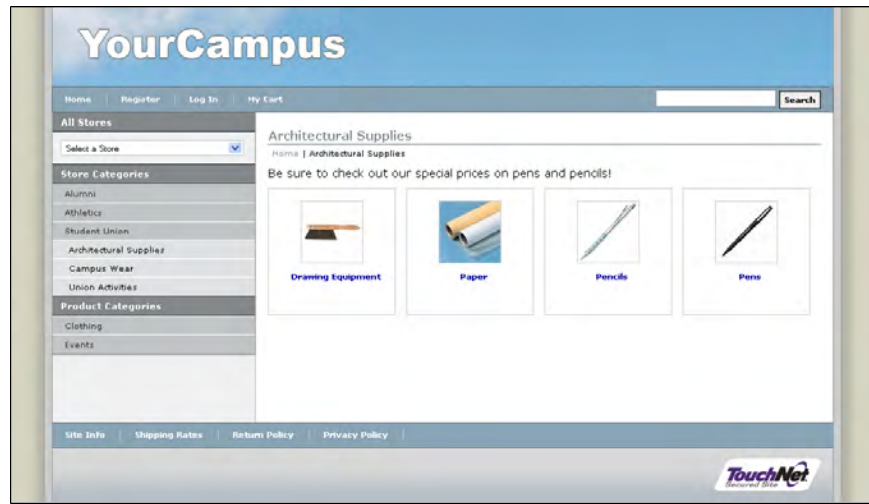 YourCampus
Home Register Log In My Cart Search
All Stores
Select a Store
Store Categories
Alumni
Athletics
Student Union
Architectural Supplies
Campus Wear
Union Activities
Product Categories
Clothing
Events
Architectural Supplies
Home | Architectural Supplies
Be sure to check out our special prices on pens and pencils!
Drawing Equipment
Paper
Pencils
Pens
Site Info Shipping Rates Return Policy Privacy Policy
TouchNet
Secured Site